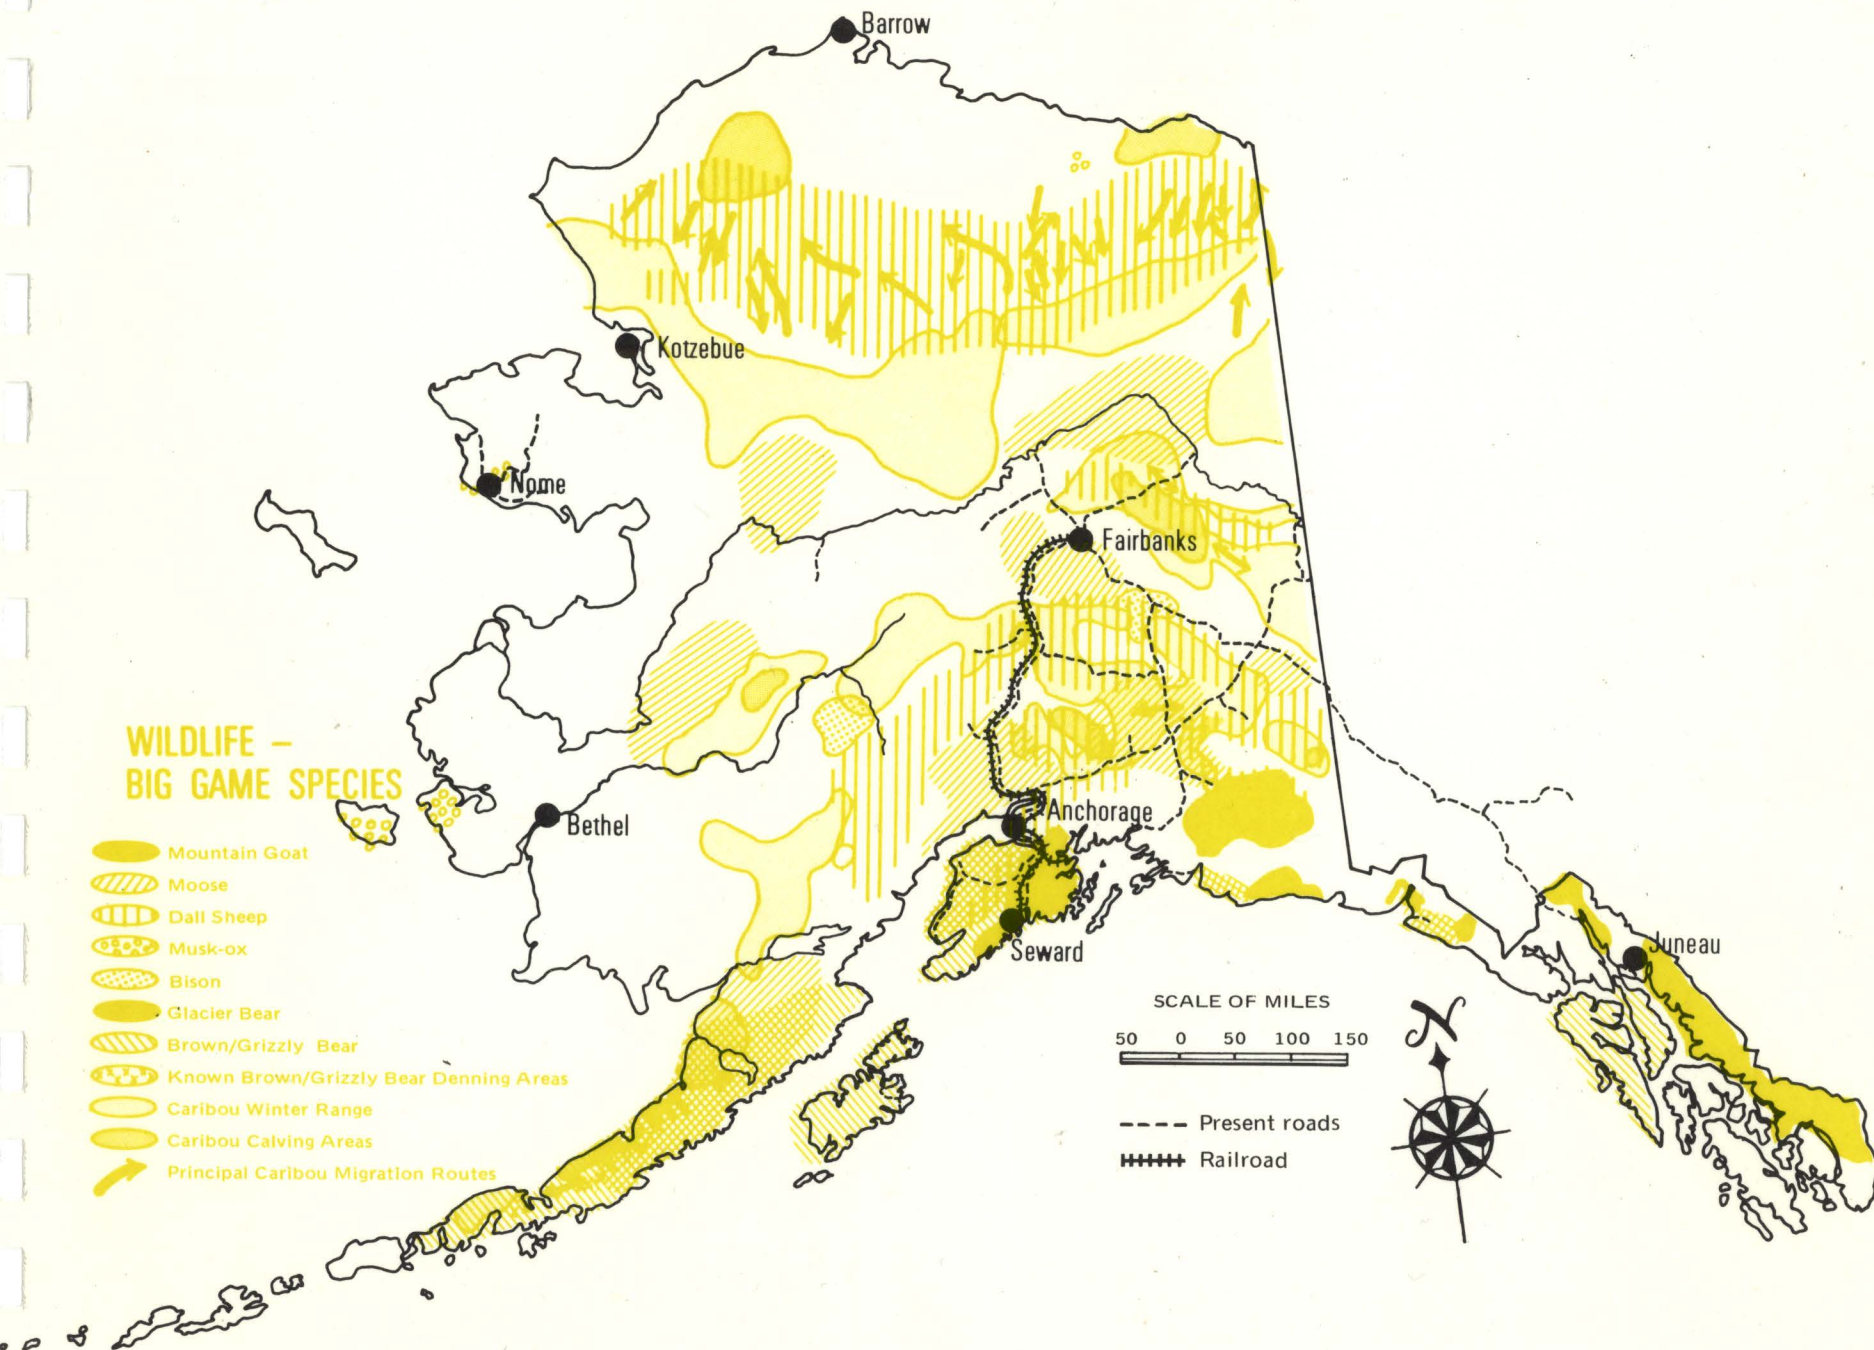 Barrow
Kotzebue
Nome
Fairbanks
WILDLIFE –
BIG GAME SPECIES
Anchorage
Bethel
Mountain Goat
Moose
Dall Sheep
Musk-ox
Bison
Glacier Bear
Brown/Grizzly Bear
Known Brown/Grizzly Bear Denning Areas
Caribou Winter Range
Caribou Calving Areas
Principal Caribou Migration Routes
Seward
Juneau
SCALE OF MILES
50 0 50 100 150
N
Present roads
Railroad